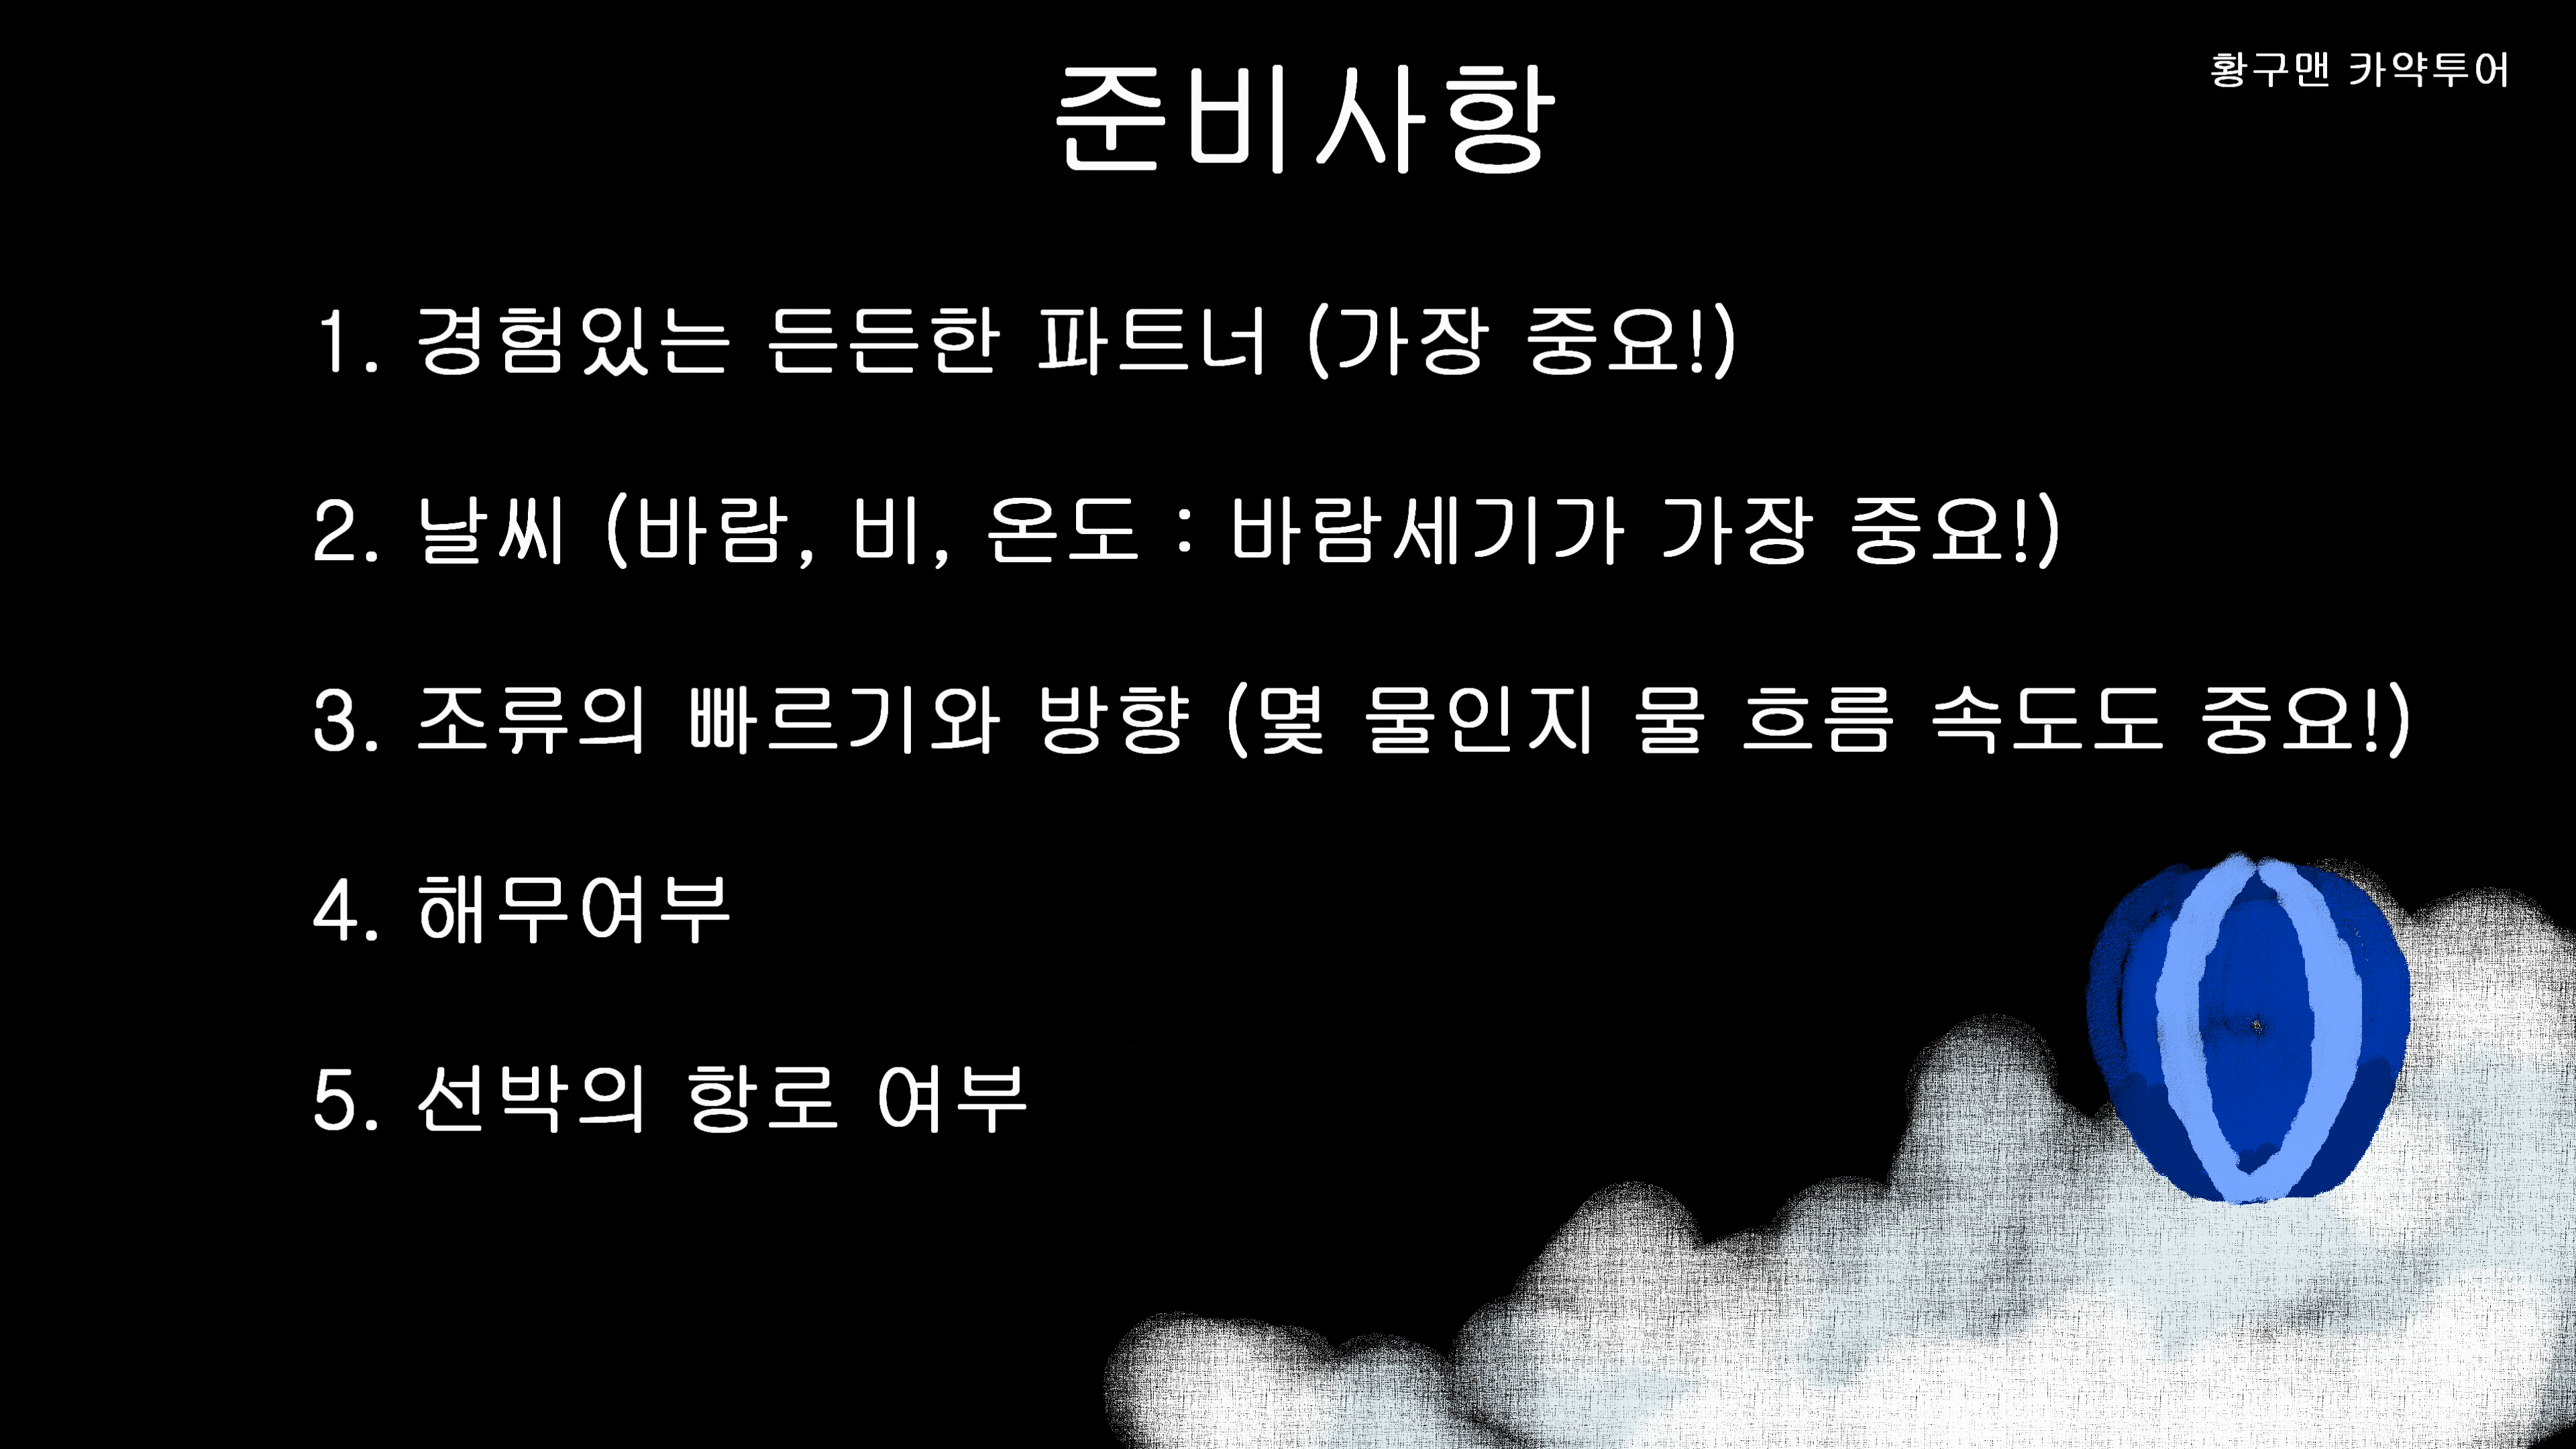 황구맨 카약투어
준비사항
1. 경험있는 든든한 파트너 (가장 중요!)
2. 날씨 (바람, 비, 온도 : 바람세기가 가장 중요!)
3. 조류의 빠르기와 방향 (몇 물인지 물 흐름 속도도 중요!)
4. 해무여부
5. 선박의 항로 여부